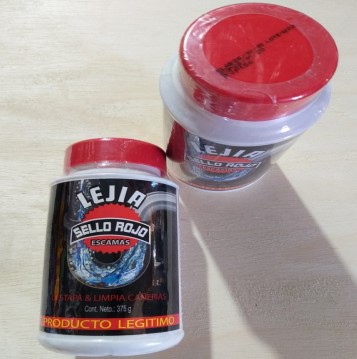 LEJIA
SELLO ROJO
LEJIA
SELLO ROJO
ESCAMAS
DESTAPA & LIMPIA CAÑERIAS
Cont. Neto.: 375 g
PRODUCTO LEGITIMO